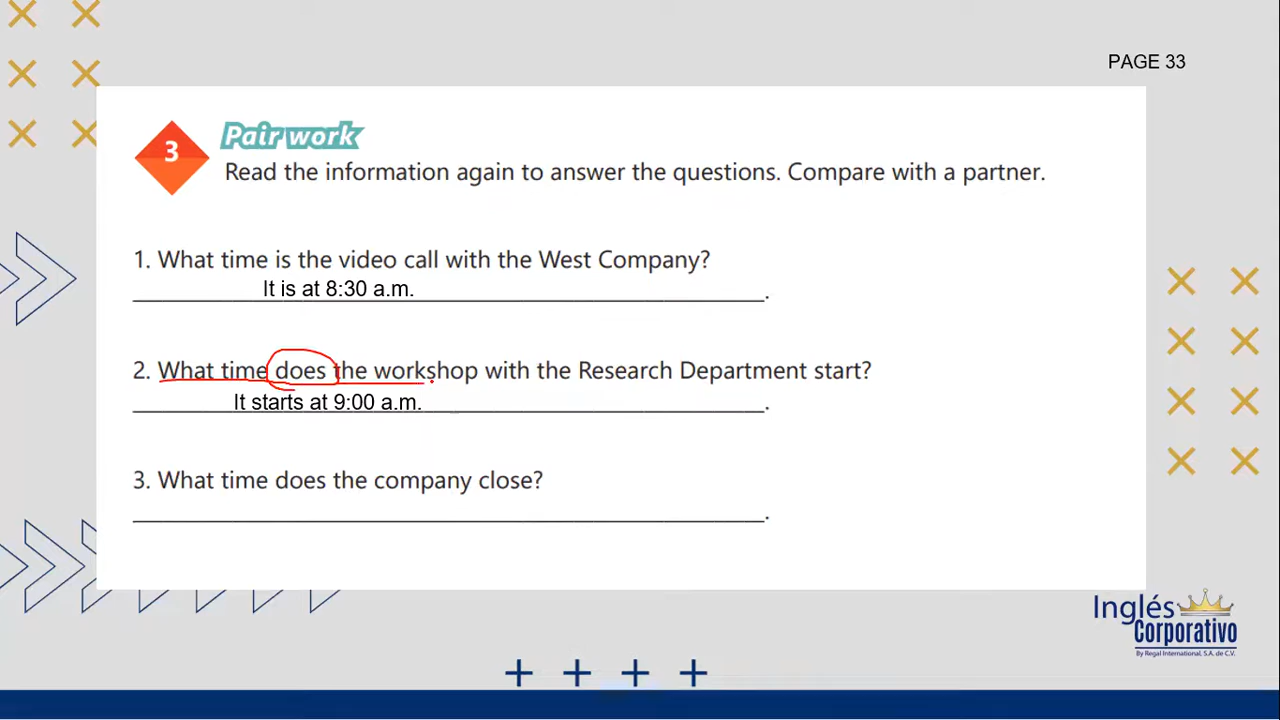 PAGE 33
3
Pair work
Read the information again to answer the questions. Compare with a partner.
1. What time is the video call with the West Company?
It is at 8:30 a.m.
2. What time does the workshop with the Research Department start?
It starts at 9:00 a.m.
3. What time does the company close?
Inglés
Corporativo
By Regal International, S.A. de C.V.